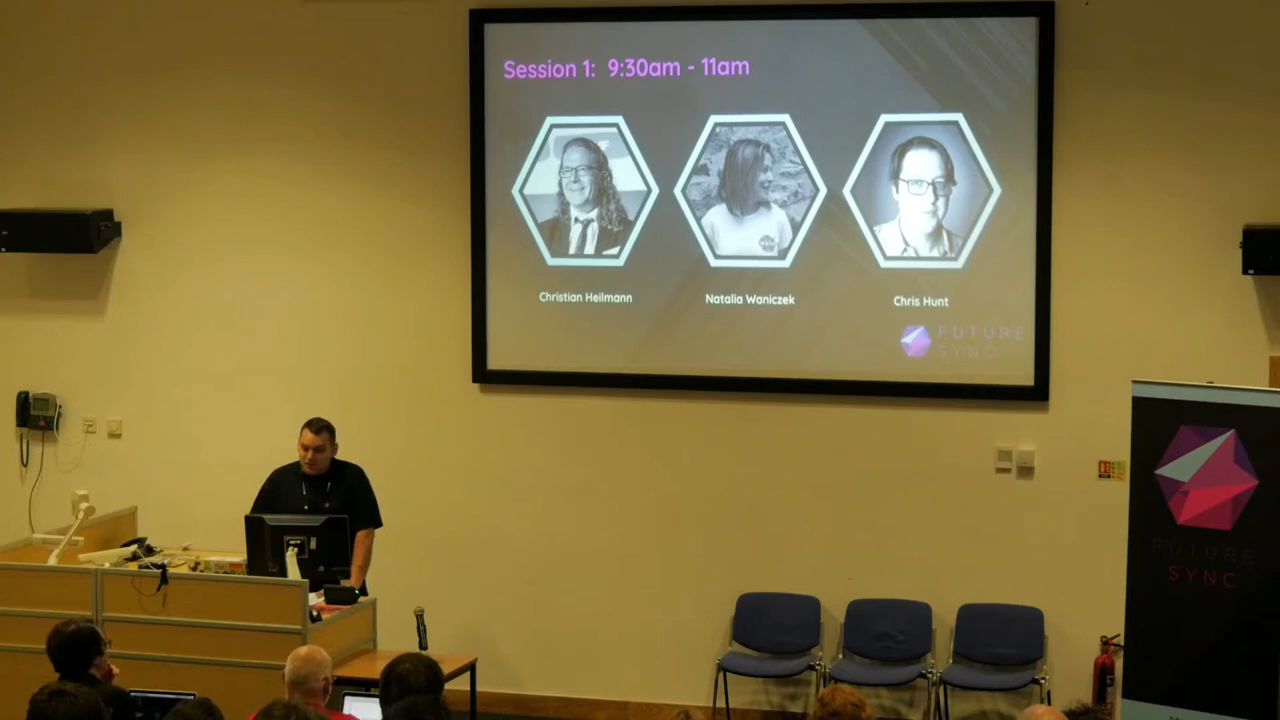 Session 1: 9:30am - 11am
Christian Heilmann
Natalia Waniczek
Chris Hunt
FUTURE
SYNC
FUTURE
SYNC